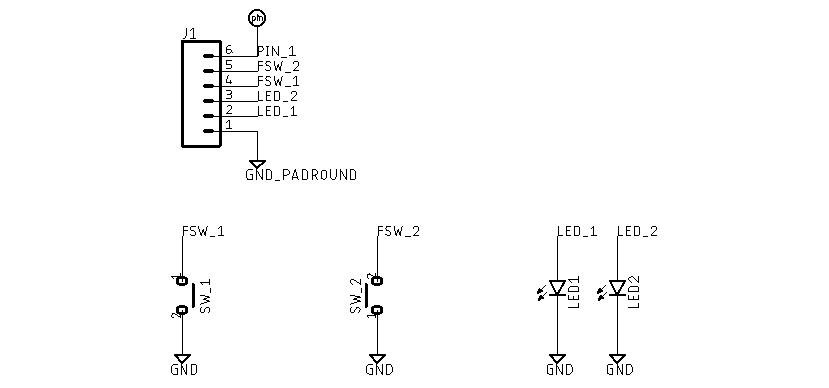 pin
J1
6 PIN_1
5 FSW_2
4 FSW_1
3 LED_2
2 LED_1
1
GND_PADROUND
FSW_1 FSW_2 LED_1 LED_2
1 2
SW_1 SW_2 LED1 LED2
2 1
GND GND GND GND